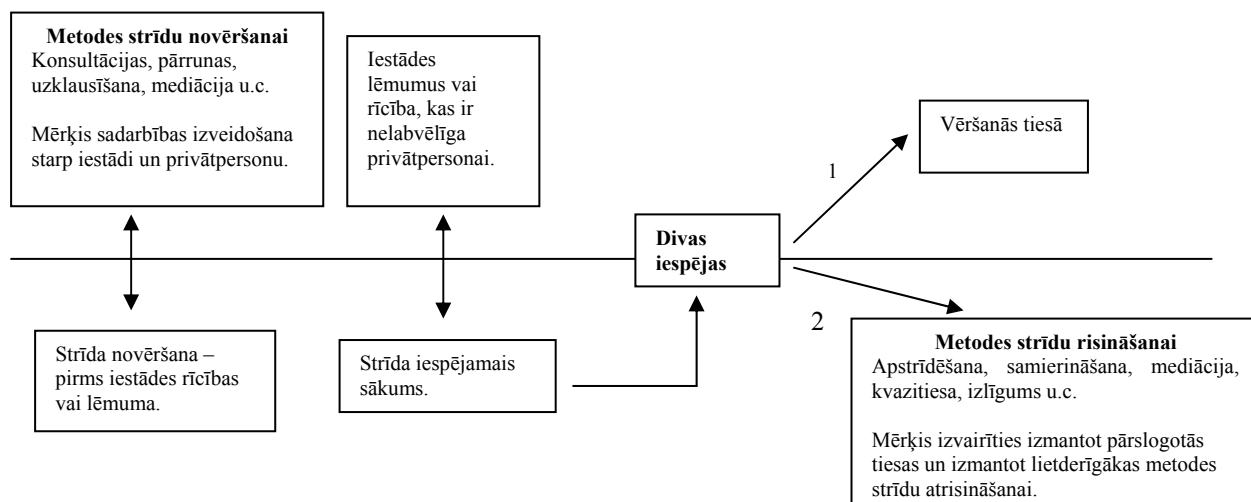 Metodes strīdu novēršanai
Konsultācijas, pārrunas,
uzklausīšana, mediācija u.c.
Mērķis sadarbības izveidošana
starp iestādi un privātpersonu.
Iestādes
lēmumus vai
rīcība, kas ir
nelabvēlīga
privātpersonai.
Vēršanās tiesā
1
Divas
iespējas
2
Strīda novēršana –
pirms iestādes rīcības
vai lēmuma.
Strīda iespējamais
sākums.
Metodes strīdu risināšanai
Apstrīdēšana, samierināšana, mediācija,
kvazitiesa, izlīgums u.c.
Mērķis izvairīties izmantot pārslogotās
tiesas un izmantot lietderīgākas metodes
strīdu atrisināšanai.